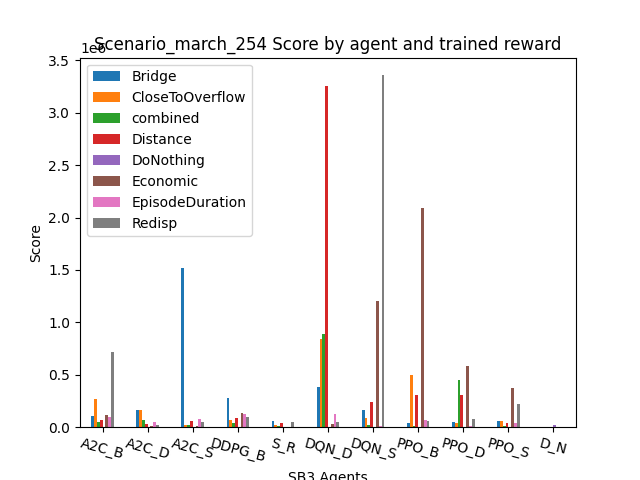 Scenario_march_254 Score by agent and trained reward
1e6
3.5
3.0
2.5
2.0
1.5
1.0
0.5
0.0
Score
Bridge
CloseToOverflow
combined
Distance
DoNothing
Economic
EpisodeDuration
Redisp
A2C_B A2C_D A2C_S DDPG_B S_R DQN_D DQN_S PPO_B PPO_D PPO_S D_N
SB3 Agents